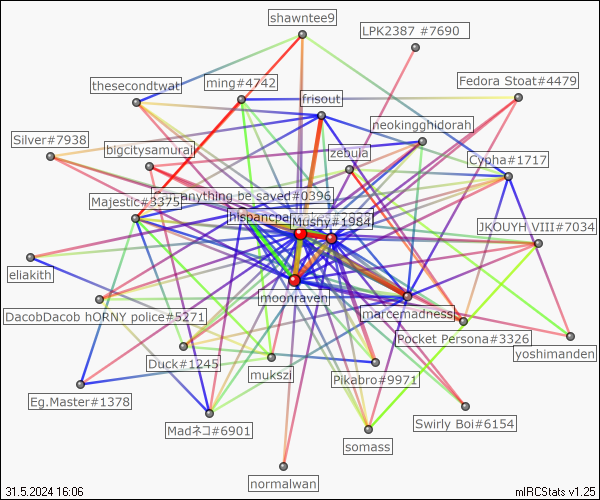 shawntee9
LPK2387 #7690
thesecondtwat
ming#4742
Fedora Stoat#4479
frisout
neokingghidorah
Silver#7938
bigcitysamurai
zebula
Cypha#1717
anything be saved#0396
Majestic#3375
Mushy#1984
JKOUYH VIII#7034
eliakith
moonraven
DacobDacob hORNY police#5271
marcemadness
Pocket Persona#3326
yoshimanden
Duck#1245
mukszi
Pikabro#9971
Eg.Master#1378
Madネコ#6901
Swirly Boi#6154
somass
normalwan
31.5.2024 16:06
mIRCStats v1.25